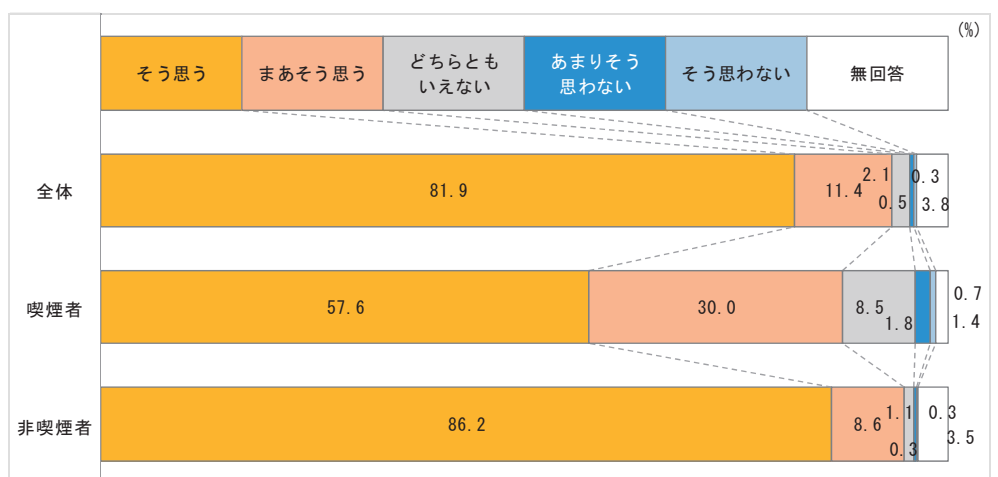 (%)
そう思う
まあそう思う
どちらとも
いえない
あまりそう
思わない
そう思わない
無回答
全体
81.9
11.4
2.1
0.5
0.3
3.8
喫煙者
57.6
30.0
8.5
1.8
0.7
1.4
非喫煙者
86.2
8.6
1.1
0.3
0.3
3.5